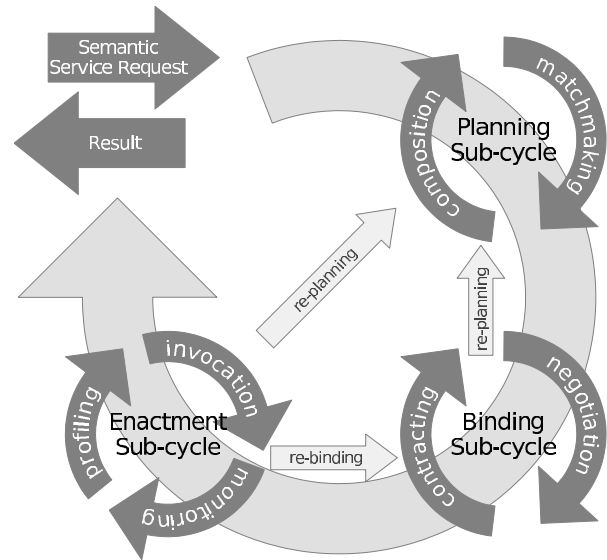 Semantic
Service Request
Result
composition
matchmaking
Planning
Sub-cycle
re-planning
re-planning
invocation
profiling
monitoring
Enactment
Sub-cycle
re-binding
contracting
negotiation
Binding
Sub-cycle